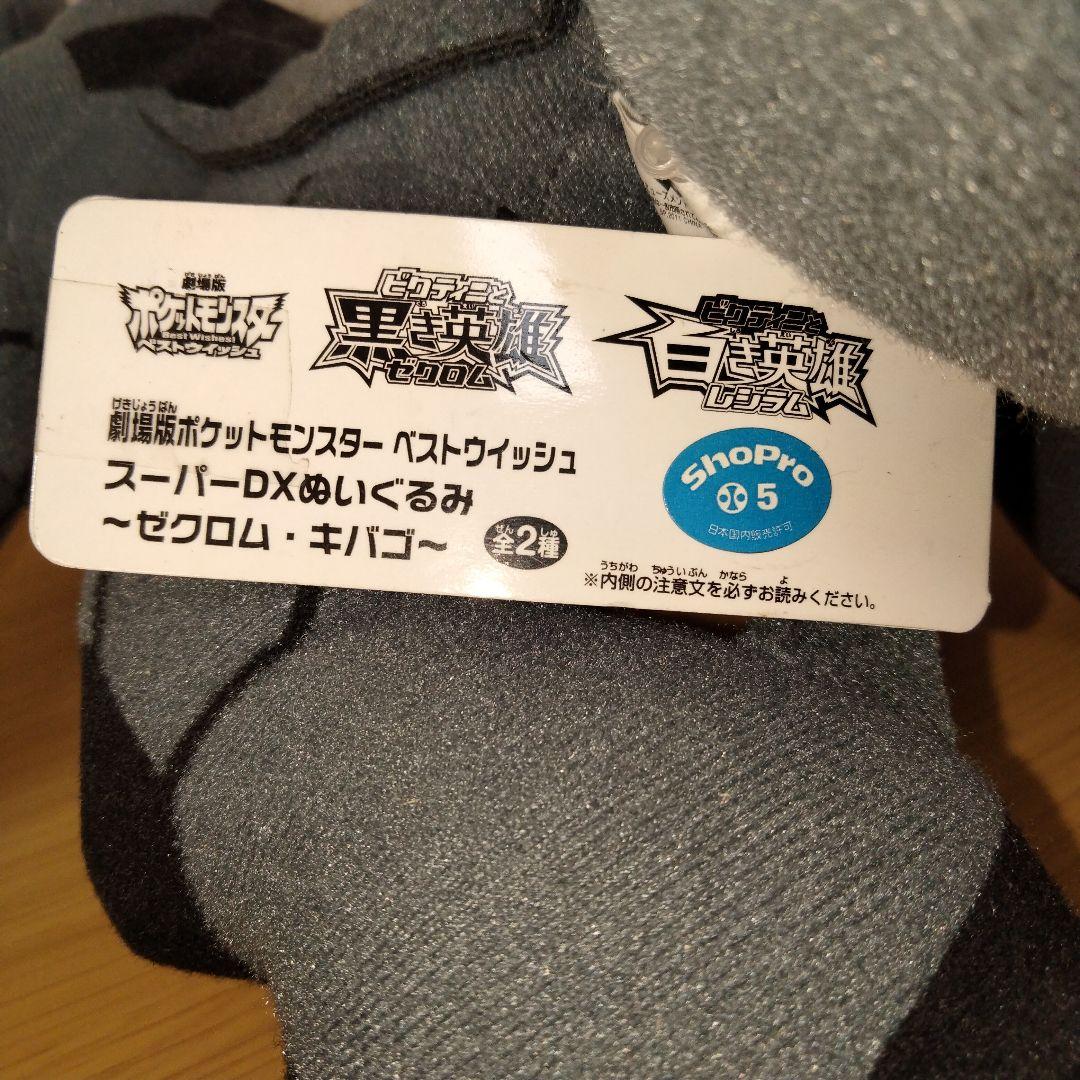 劇場版
ポケットモンスター
Best Wishes!
ベストウイッシュ
ビクティニと
黒き英雄
ゼクロム
ビクティニと
白き英雄
レシラム
げきじょうばん
劇場版ポケットモンスター ベストウイッシュ
スーパーDXぬいぐるみ
～ゼクロム・キバゴ～
ぜん しゅ
全2種
ShoPro
5
日本国内販売許可
うちがわ ちゅういぶん かなら よ
※内側の注意文を必ずお読みください。